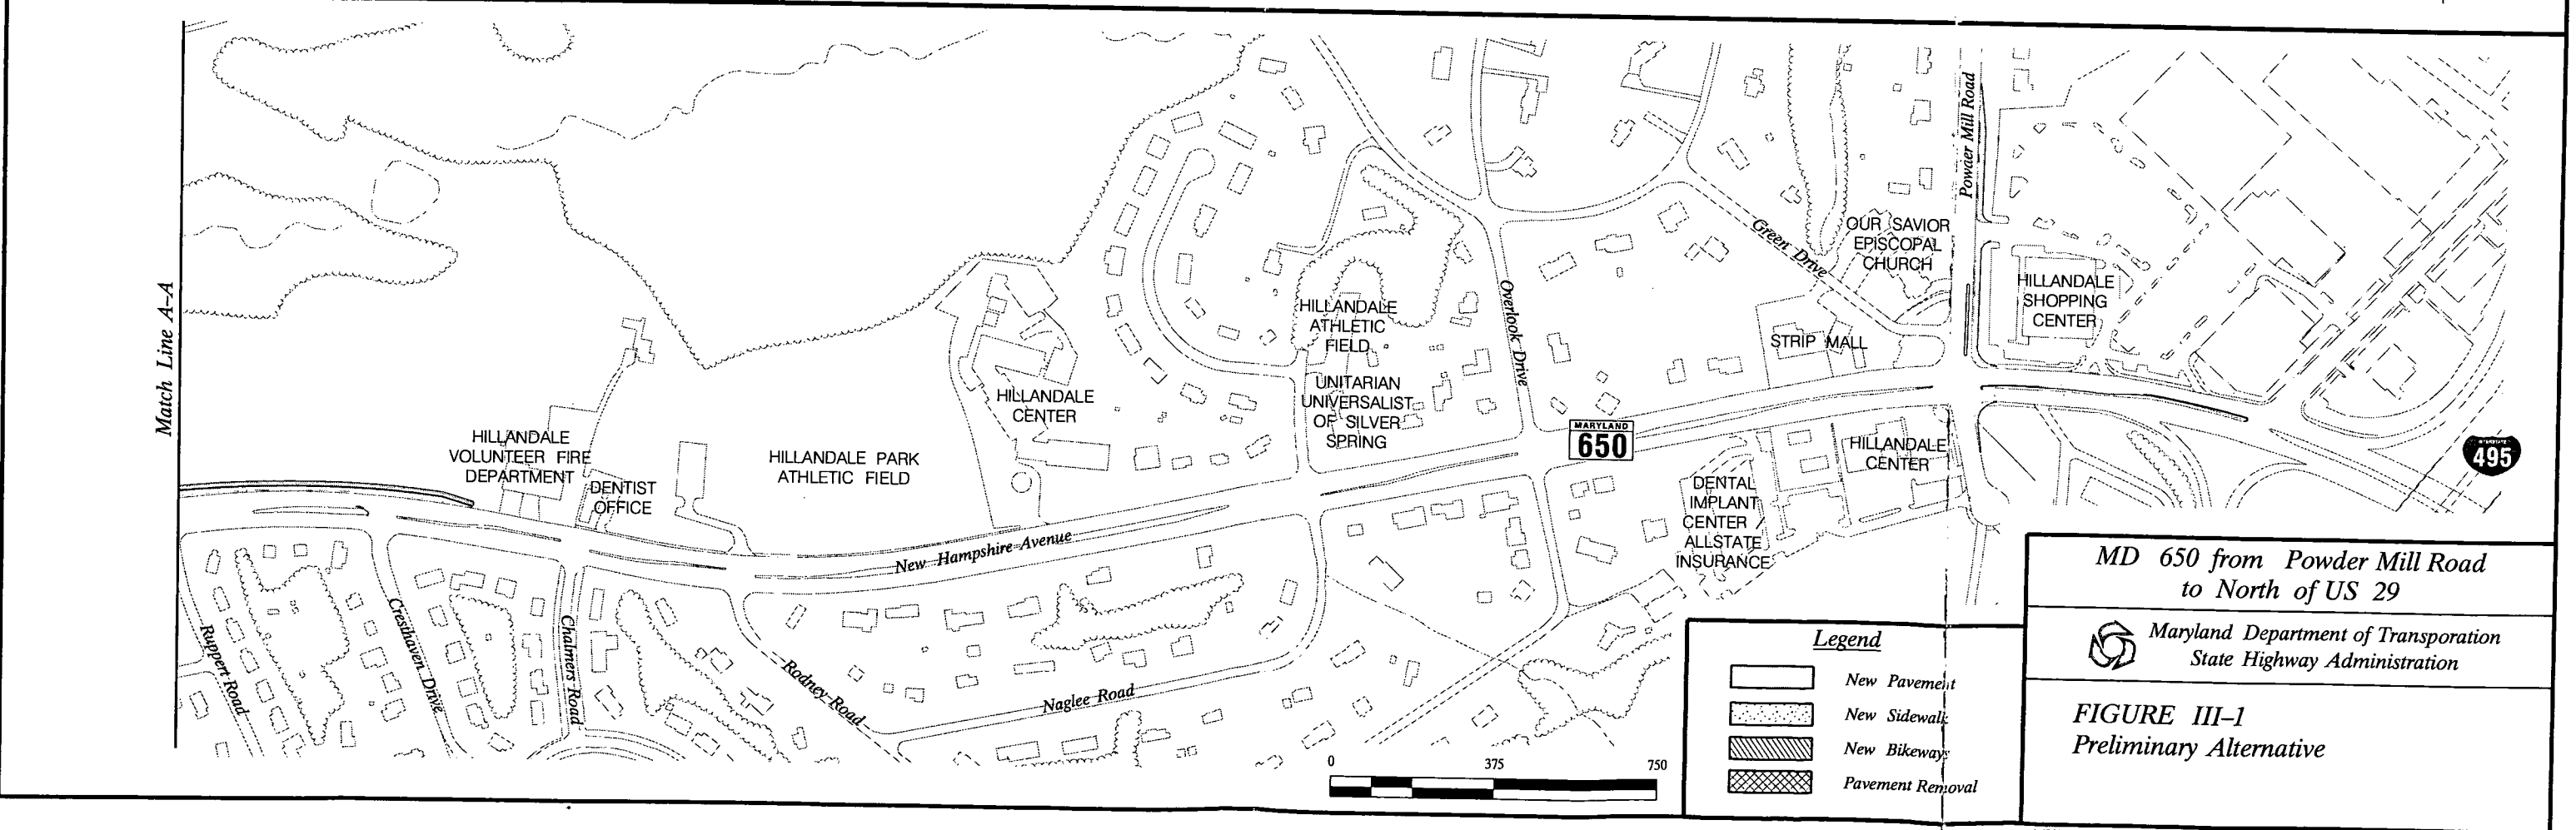 Match Line A-A
HILLANDALE
VOLUNTEER FIRE
DEPARTMENT
DENTIST
OFFICE
HILLANDALE PARK
ATHLETIC FIELD
HILLANDALE
CENTER
HILLANDALE
ATHLETIC
FIELD
UNITARIAN
UNIVERSALIST
OF SILVER
SPRING
Overlook Drive
Green Drive
OUR SAVIOR
EPISCOPAL
CHURCH
Powder Mill Road
STRIP MALL
HILLANDALE
SHOPPING
CENTER
MARYLAND
650
DENTAL
IMPLANT
CENTER /
ALLSTATE
INSURANCE
HILLANDALE
CENTER
INTERSTATE
495
New Hampshire Avenue
Ruppert Road
Cresthaven Drive
Chalmers Road
Rodney Road
Naglee Road
0 375 750
Legend
New Pavement
New Sidewalk
New Bikeways
Pavement Removal
MD 650 from Powder Mill Road
to North of US 29
Maryland Department of Transporation
State Highway Administration
FIGURE III-1
Preliminary Alternative